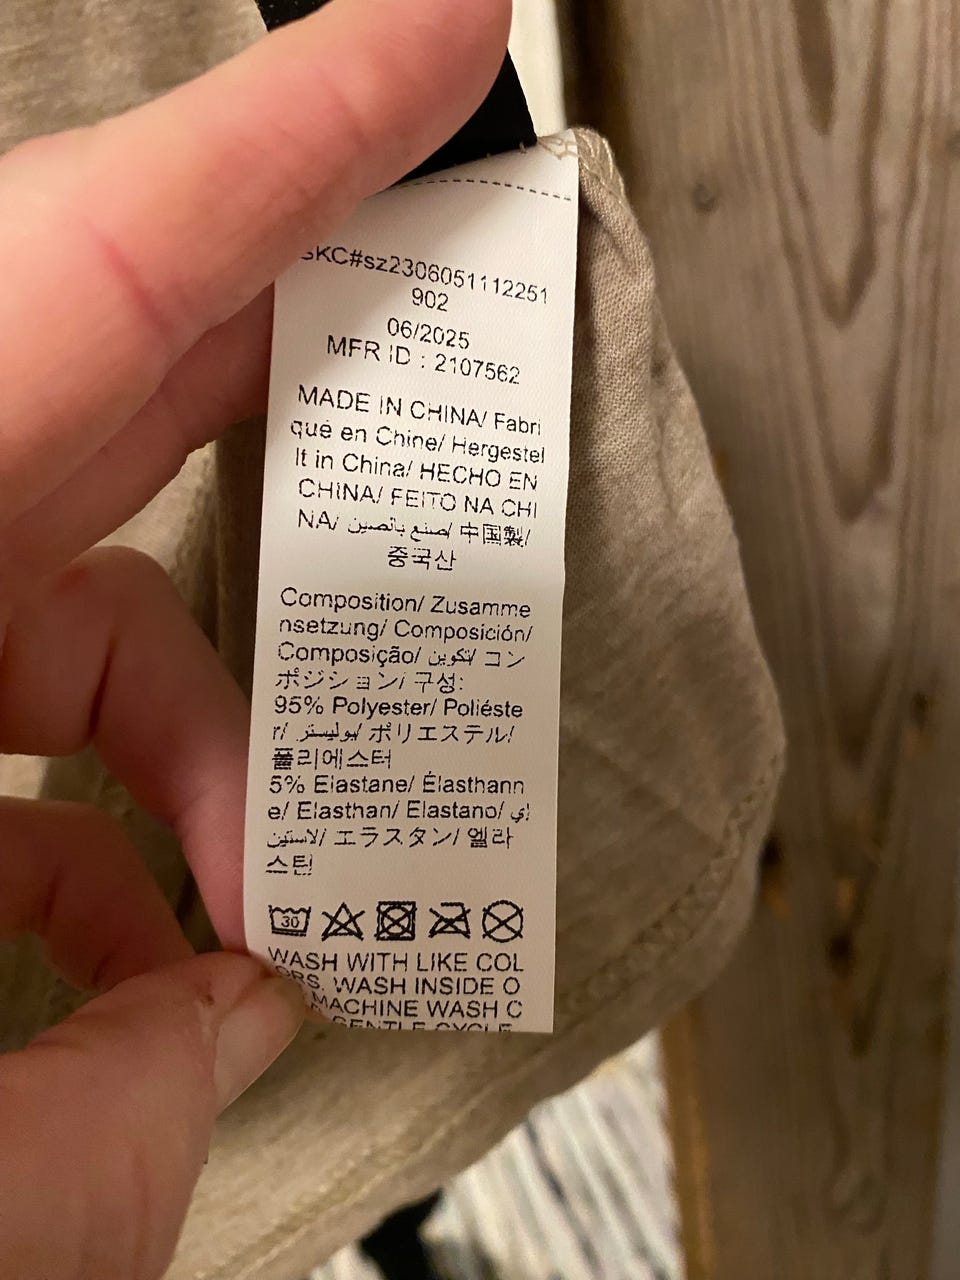 SKC#sz2306051112251
902
06/2025
MFR ID : 2107562
MADE IN CHINA/ Fabri
qué en Chine/ Hergestel
lt in China/ HECHO EN
CHINA/ FEITO NA CHI
NA/ صنع بالصين/ 中国製/
중국산
Composition/ Zusamme
nsetzung/ Composición/
Composição/ تكوين/ コン
ポジション/ 구성:
95% Polyester/ Poliéste
r/ بوليستر/ ポリエステル/
폴리에스터
5% Elastane/ Élasthann
e/ Elasthan/ Elastano/ إي
لاستين/ エラスタン/ 엘라
스틴
30
WASH WITH LIKE COL
ORS. WASH INSIDE O
MACHINE WASH C
GENTLE CYCLE